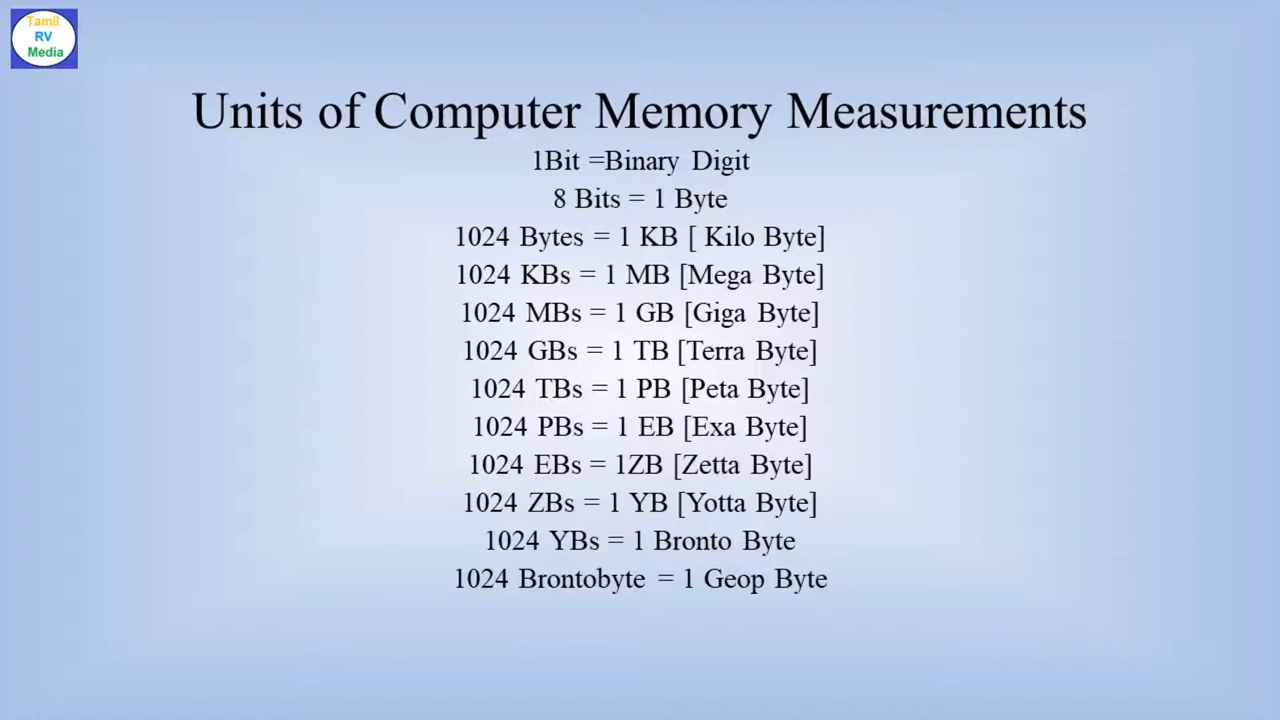 Tamil
RV
Media
Units of Computer Memory Measurements
1Bit =Binary Digit
8 Bits = 1 Byte
1024 Bytes = 1 KB [ Kilo Byte]
1024 KBs = 1 MB [Mega Byte]
1024 MBs = 1 GB [Giga Byte]
1024 GBs = 1 TB [Terra Byte]
1024 TBs = 1 PB [Peta Byte]
1024 PBs = 1 EB [Exa Byte]
1024 EBs = 1ZB [Zetta Byte]
1024 ZBs = 1 YB [Yotta Byte]
1024 YBs = 1 Bronto Byte
1024 Brontobyte = 1 Geop Byte